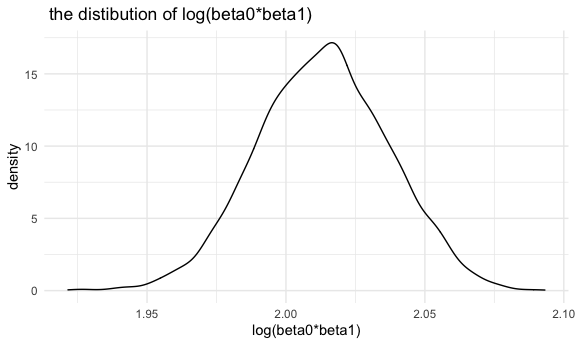 the distibution of log(beta0*beta1)
15
10
5
0
density
1.95 2.00 2.05 2.10
log(beta0*beta1)